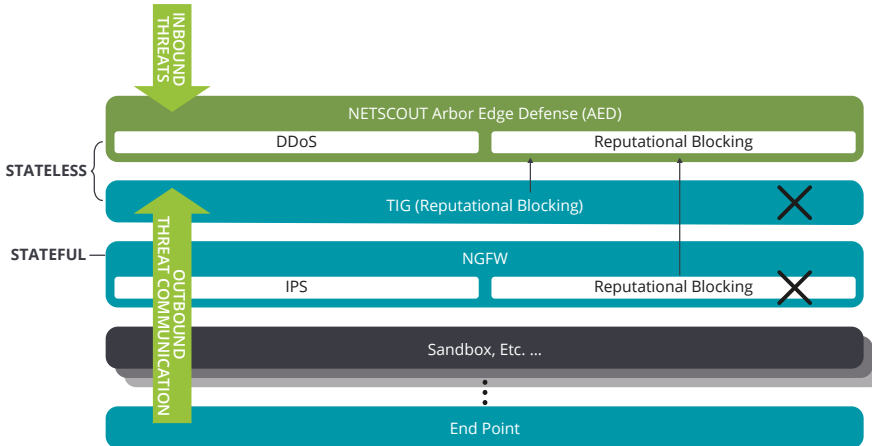 INBOUND
THREATS
NETSCOUT Arbor Edge Defense (AED)
DDoS
Reputational Blocking
STATELESS
TIG (Reputational Blocking)
STATEFUL
NGFW
IPS
Reputational Blocking
OUTBOUND
THREAT COMMUNICATION
Sandbox, Etc. ...
End Point